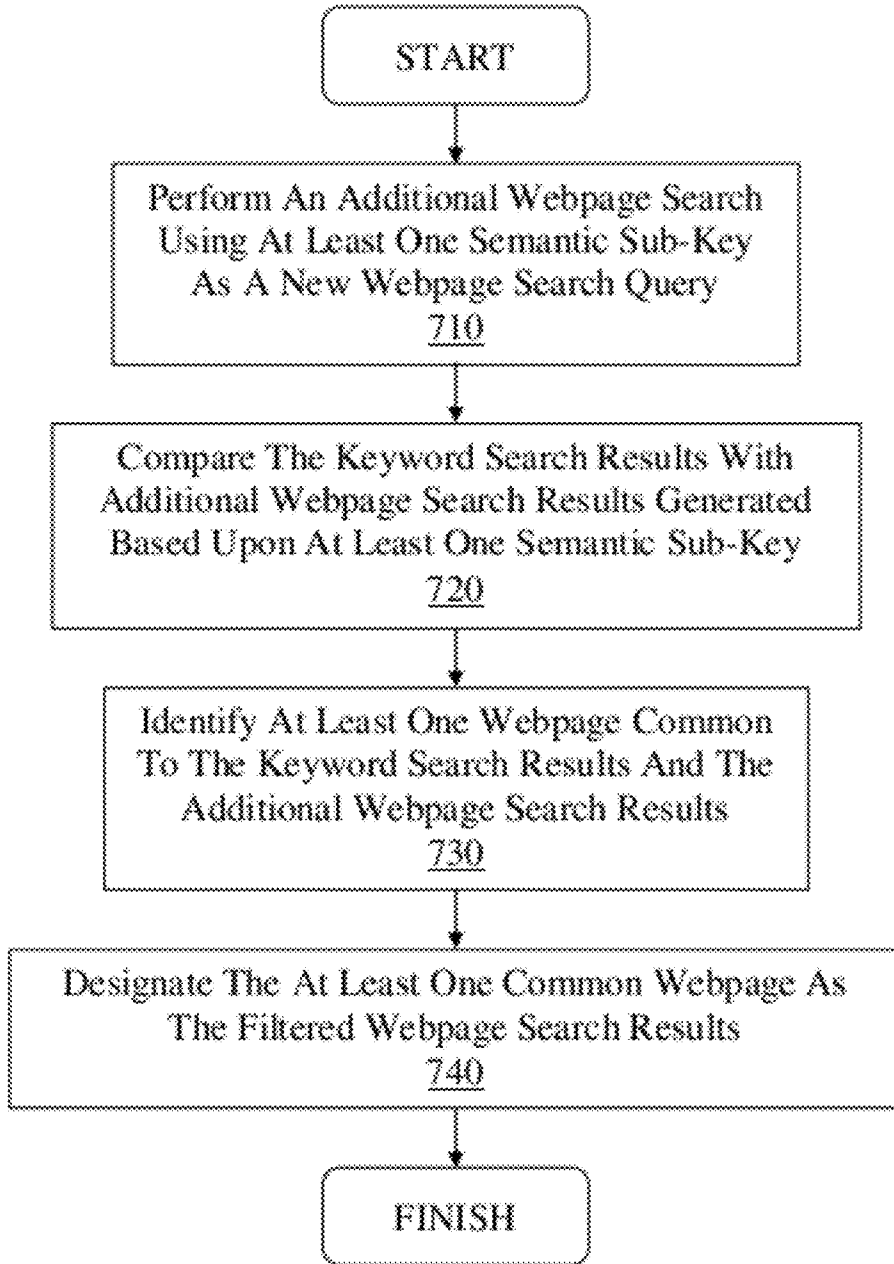 START
Perform An Additional Webpage Search
Using At Least One Semantic Sub-Key
As A New Webpage Search Query
710
Compare The Keyword Search Results With
Additional Webpage Search Results Generated
Based Upon At Least One Semantic Sub-Key
720
Identify At Least One Webpage Common
To The Keyword Search Results And The
Additional Webpage Search Results
730
Designate The At Least One Common Webpage As
The Filtered Webpage Search Results
740
FINISH